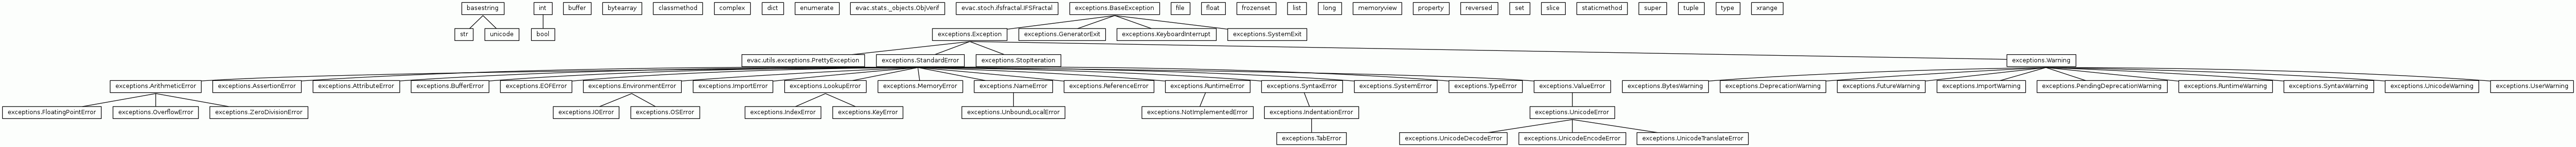 basestring int buffer bytearray classmethod complex dict enumerate evac.stats._objects.ObjVerif evac.stoch.ifsfractal.IFSFractal exceptions.BaseException file float frozenset list long memoryview property reversed set slice staticmethod super tuple type xrange
str unicode bool exceptions.Exception exceptions.GeneratorExit exceptions.KeyboardInterrupt exceptions.SystemExit
evac.utils.exceptions.PrettyException exceptions.StandardError exceptions.StopIteration exceptions.Warning
exceptions.ArithmeticError exceptions.AssertionError exceptions.AttributeError exceptions.BufferError exceptions.EOFError exceptions.EnvironmentError exceptions.ImportError exceptions.LookupError exceptions.MemoryError exceptions.NameError exceptions.ReferenceError exceptions.RuntimeError exceptions.SyntaxError exceptions.SystemError exceptions.TypeError exceptions.ValueError exceptions.BytesWarning exceptions.DeprecationWarning exceptions.FutureWarning exceptions.ImportWarning exceptions.PendingDeprecationWarning exceptions.RuntimeWarning exceptions.SyntaxWarning exceptions.UnicodeWarning exceptions.UserWarning
exceptions.FloatingPointError exceptions.OverflowError exceptions.ZeroDivisionError exceptions.IOError exceptions.OSError exceptions.IndexError exceptions.KeyError exceptions.UnboundLocalError exceptions.NotImplementedError exceptions.IndentationError exceptions.UnicodeError
exceptions.TabError exceptions.UnicodeDecodeError exceptions.UnicodeEncodeError exceptions.UnicodeTranslateError